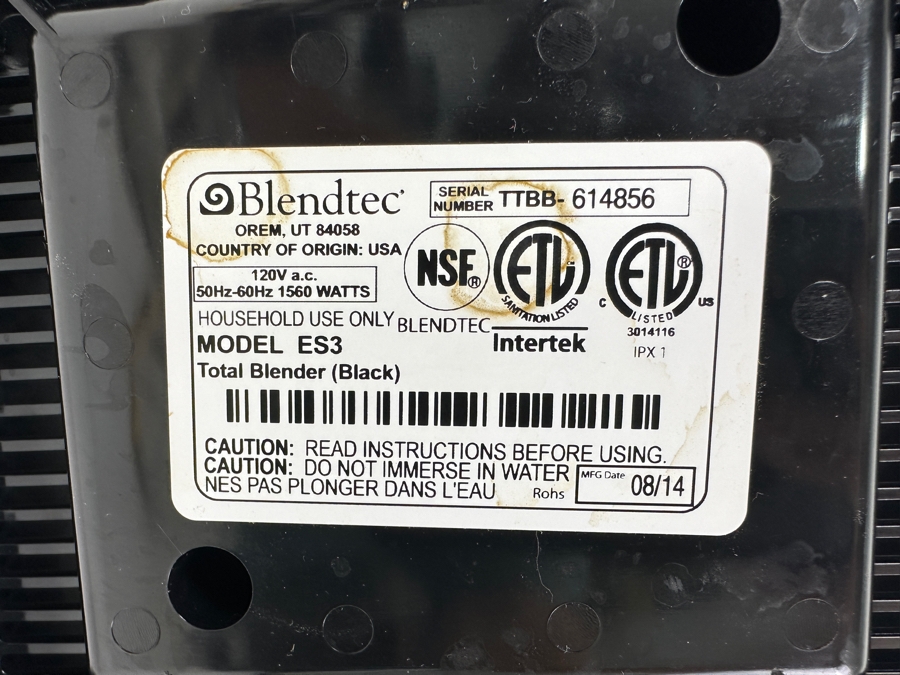 Blendtec®
OREM, UT 84058
COUNTRY OF ORIGIN: USA
SERIAL NUMBER TTBB- 614856
120V a.c.
50Hz-60Hz 1560 WATTS
NSF®
BLENDTEC
ETL
SANITATION LISTED
Intertek
ETL®
C US
LISTED
3014116
IPX 1
HOUSEHOLD USE ONLY
MODEL ES3
Total Blender (Black)
CAUTION: READ INSTRUCTIONS BEFORE USING.
CAUTION: DO NOT IMMERSE IN WATER
NES PAS PLONGER DANS L'EAU
Rohs
MFG Date 08/14